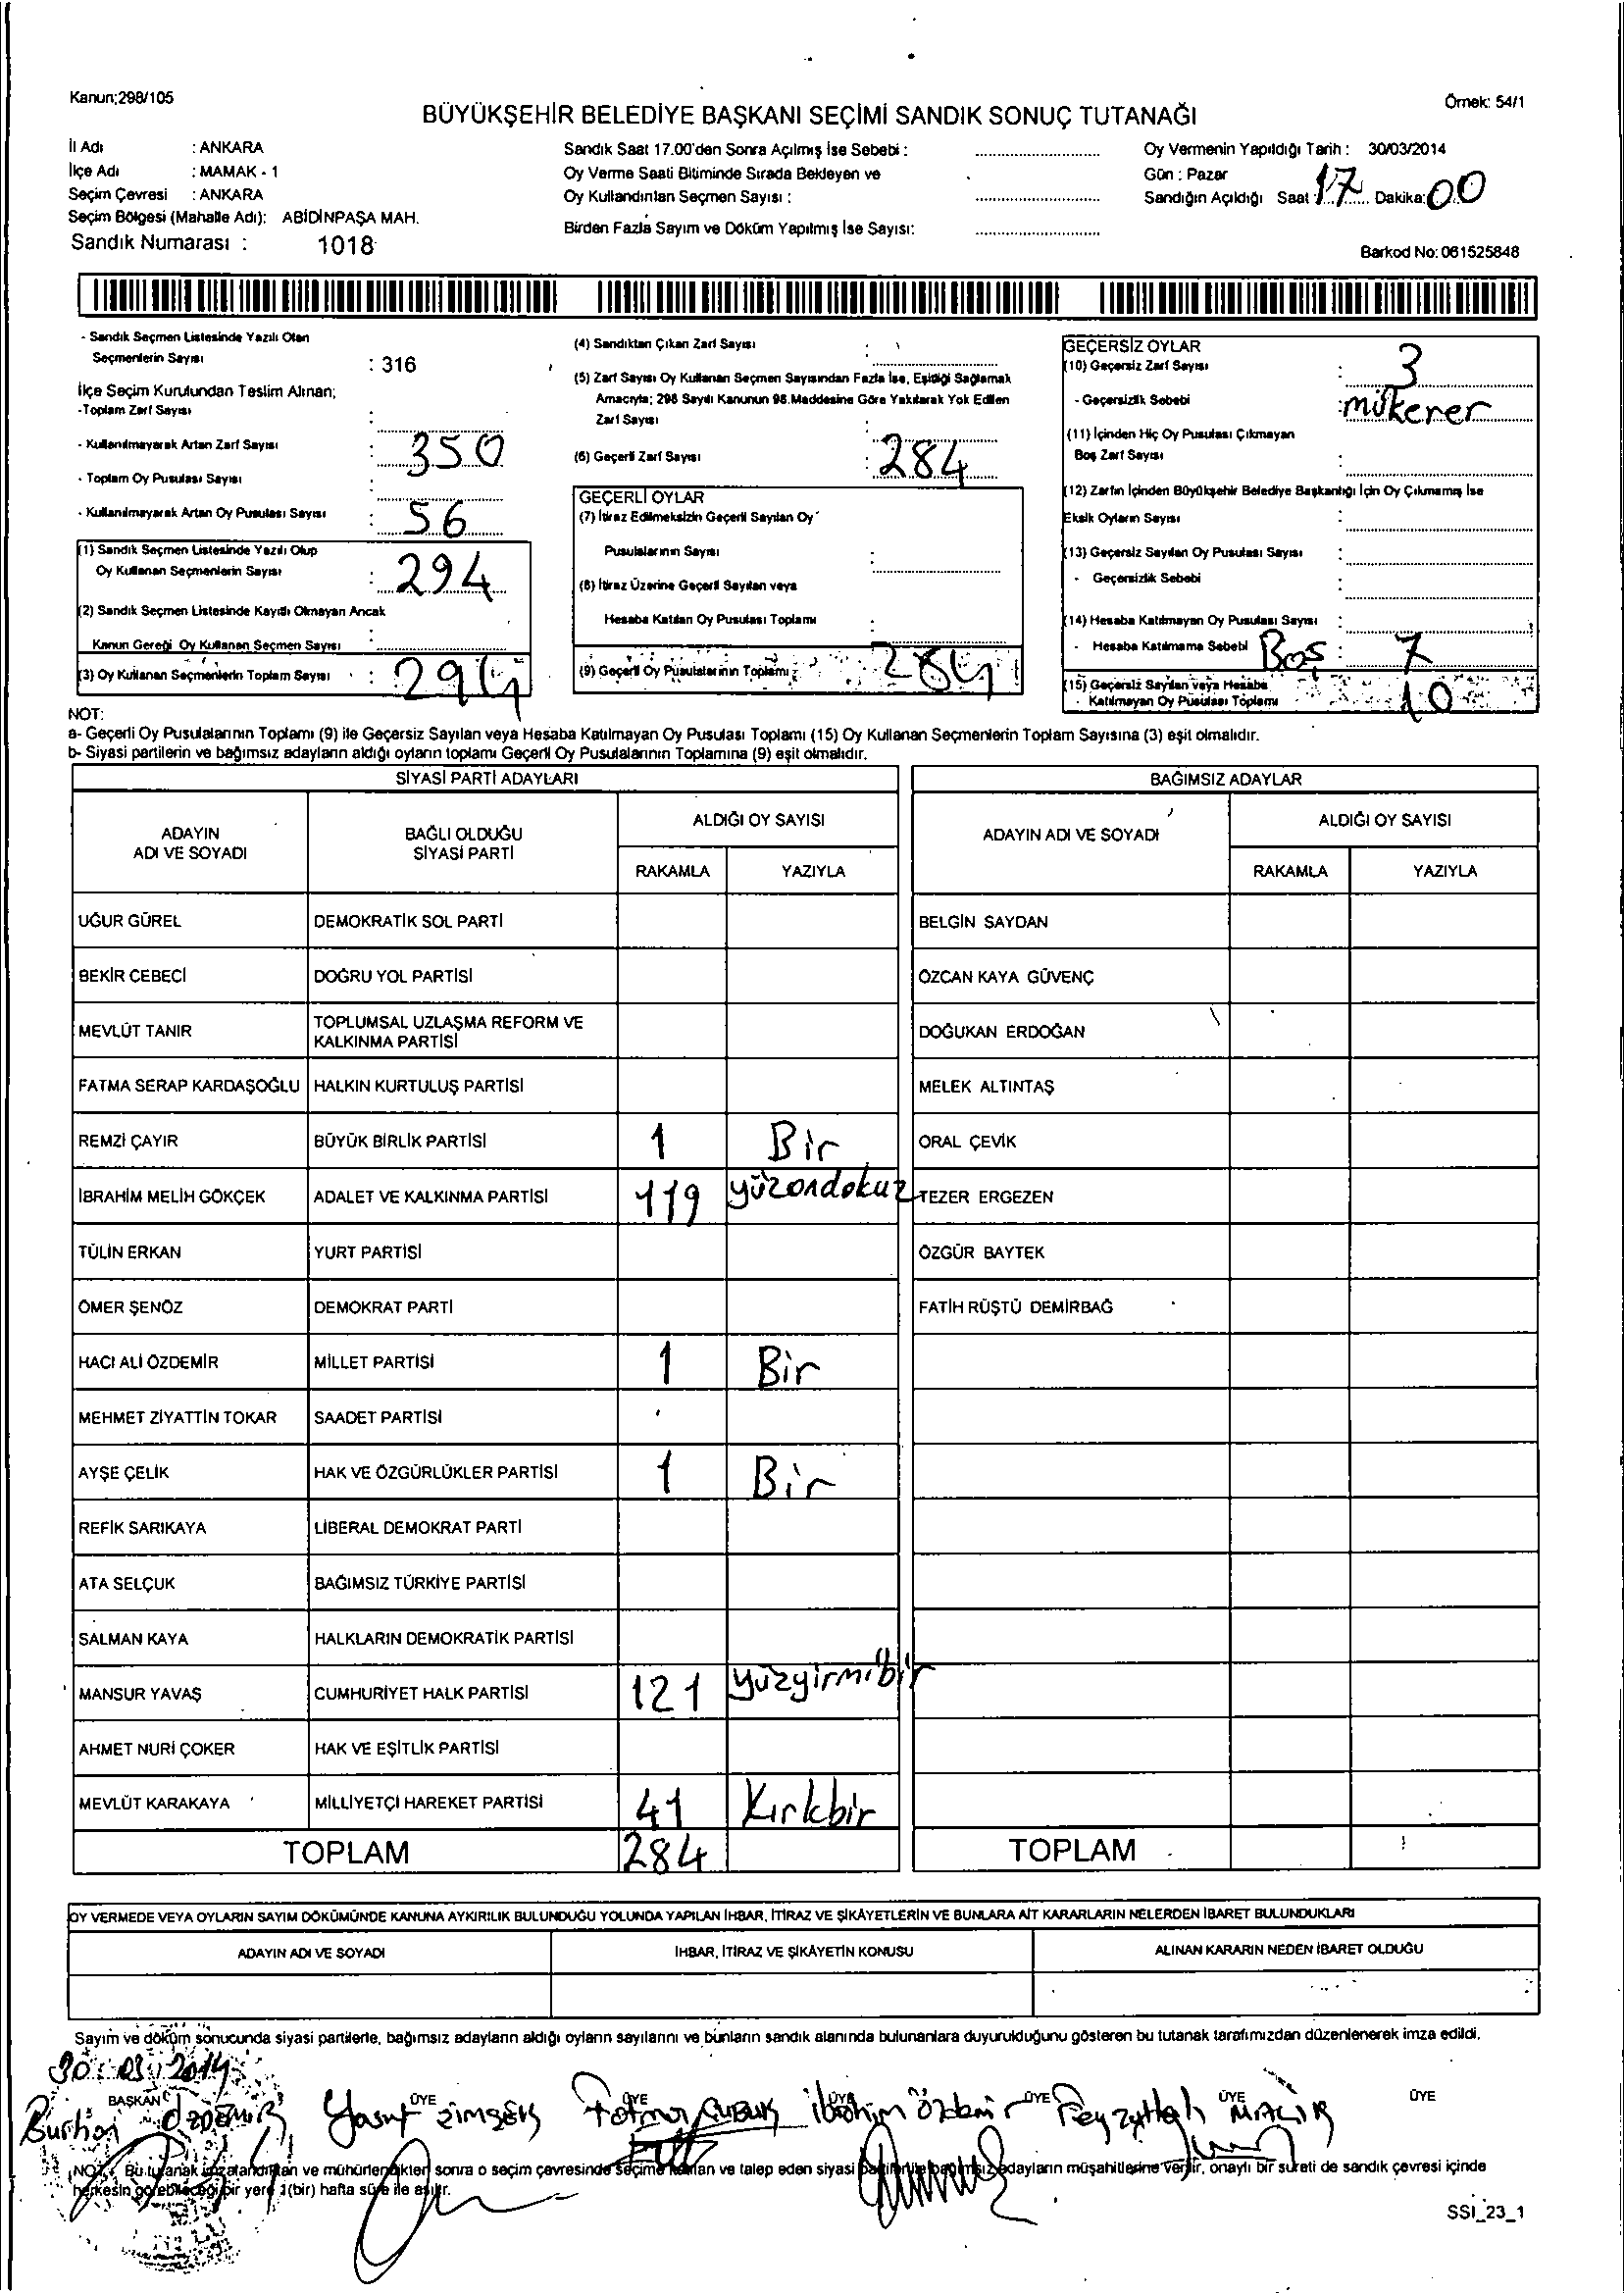 Kanun;298/105
Örnek: 54/1
BÜYÜKŞEHİR BELEDİYE BAŞKANI SEÇİMİ SANDIK SONUÇ TUTANAĞI
İl Adı : ANKARA
İlçe Adı : MAMAK - 1
Seçim Çevresi : ANKARA
Seçim Bölgesi (Mahalle Adı): ABİDİNPAŞA MAH.
Sandık Numarası : 1018
Sandık Saat 17.00'den Sonra Açılmış İse Sebebi :
Oy Verme Saati Bitiminde Sırada Bekleyen ve
Oy Kullandırılan Seçmen Sayısı :
Birden Fazla Sayım ve Döküm Yapılmış İse Sayısı:
Oy Vermenin Yapıldığı Tarih : 30/03/2014
Gün : Pazar
Sandığın Açıldığı Saat : 17 Dakika: 00
Barkod No: 061525848
- Sandık Seçmen Listesinde Yazılı Olan
Seçmenlerin Sayısı : 316
İlçe Seçim Kurulundan Teslim Alınan;
-Toplam Zarf Sayısı :
- Kullanılmayarak Artan Zarf Sayısı : 350
- Toplam Oy Pusulası Sayısı :
- Kullanılmayarak Artan Oy Pusulası Sayısı : 56
(1) Sandık Seçmen Listesinde Yazılı Olup
Oy Kullanan Seçmenlerin Sayısı : 294
(2) Sandık Seçmen Listesinde Kayıtlı Olmayan Ancak
Kanun Gereği Oy Kullanan Seçmen Sayısı :
(3) Oy Kullanan Seçmenlerin Toplam Sayısı : 294
(4) Sandıktan Çıkan Zarf Sayısı :
(5) Zarf Sayısı Oy Kullanan Seçmen Sayısından Fazla İse, Eşitliği Sağlamak
Amacıyla; 298 Sayılı Kanunun 98.Maddesine Göre Yakılarak Yok Edilen
Zarf Sayısı :
(6) Geçerli Zarf Sayısı : 284
GEÇERLİ OYLAR
(7) İtiraz Edilmeksizin Geçerli Sayılan Oy
Pusulalarının Sayısı :
(8) İtiraz Üzerine Geçerli Sayılan veya
Hesaba Katılan Oy Pusulası Toplamı :
(9) Geçerli Oy Pusulalarının Toplamı : 284
GEÇERSİZ OYLAR
(10) Geçersiz Zarf Sayısı : 3
- Geçersizlik Sebebi : mükerer
(11) İçinden Hiç Oy Pusulası Çıkmayan
Boş Zarf Sayısı :
(12) Zarfın İçinden Büyükşehir Belediye Başkanlığı İçin Oy Çıkmamış İse
Eksik Oyların Sayısı :
(13) Geçersiz Sayılan Oy Pusulası Sayısı :
- Geçersizlik Sebebi :
(14) Hesaba Katılmayan Oy Pusulası Sayısı :
- Hesaba Katılmama Sebebi Boş : 7
(15) Geçersiz Sayılan veya Hesaba
Katılmayan Oy Pusulası Toplamı 10
NOT:
a- Geçerli Oy Pusulalarının Toplamı (9) ile Geçersiz Sayılan veya Hesaba Katılmayan Oy Pusulası Toplamı (15) Oy Kullanan Seçmenlerin Toplam Sayısına (3) eşit olmalıdır.
b- Siyasi partilerin ve bağımsız adayların aldığı oyların toplamı Geçerli Oy Pusulalarının Toplamına (9) eşit olmalıdır.
SİYASİ PARTİ ADAYLARI
ADAYIN
ADI VE SOYADI
BAĞLI OLDUĞU
SİYASİ PARTİ
ALDIĞI OY SAYISI
RAKAMLA YAZIYLA
UĞUR GÜREL DEMOKRATİK SOL PARTİ
BEKİR CEBECİ DOĞRU YOL PARTİSİ
MEVLÜT TANIR TOPLUMSAL UZLAŞMA REFORM VE
KALKINMA PARTİSİ
FATMA SERAP KARDAŞOĞLU HALKIN KURTULUŞ PARTİSİ
REMZİ ÇAYIR BÜYÜK BİRLİK PARTİSİ 1 Bir
İBRAHİM MELİH GÖKÇEK ADALET VE KALKINMA PARTİSİ 119 yüzondokuz
TÜLİN ERKAN YURT PARTİSİ
ÖMER ŞENÖZ DEMOKRAT PARTİ
HACI ALİ ÖZDEMİR MİLLET PARTİSİ 1 Bir
MEHMET ZİYATTİN TOKAR SAADET PARTİSİ
AYŞE ÇELİK HAK VE ÖZGÜRLÜKLER PARTİSİ 1 Bir
REFİK SARIKAYA LİBERAL DEMOKRAT PARTİ
ATA SELÇUK BAĞIMSIZ TÜRKİYE PARTİSİ
SALMAN KAYA HALKLARIN DEMOKRATİK PARTİSİ
MANSUR YAVAŞ CUMHURİYET HALK PARTİSİ 121 yüzyirmibir
AHMET NURİ ÇOKER HAK VE EŞİTLİK PARTİSİ
MEVLÜT KARAKAYA MİLLİYETÇİ HAREKET PARTİSİ 41 Kırkbir
TOPLAM 284
BAĞIMSIZ ADAYLAR
ADAYIN ADI VE SOYADI
ALDIĞI OY SAYISI
RAKAMLA YAZIYLA
BELGİN SAYDAN
ÖZCAN KAYA GÜVENÇ
DOĞUKAN ERDOĞAN
MELEK ALTINTAŞ
ORAL ÇEVİK
TEZER ERGEZEN
ÖZGÜR BAYTEK
FATİH RÜŞTÜ DEMİRBAĞ
TOPLAM
OY VERMEDE VEYA OYLARIN SAYIM DÖKÜMÜNDE KANUNA AYKIRILIK BULUNDUĞU YOLUNDA YAPILAN İHBAR, İTİRAZ VE ŞİKÂYETLERİN VE BUNLARA AİT KARARLARIN NELERDEN İBARET BULUNDUKLARI
ADAYIN ADI VE SOYADI İHBAR, İTİRAZ VE ŞİKÂYETİN KONUSU ALINAN KARARIN NEDEN İBARET OLDUĞU
Sayım ve döküm sonucunda siyasi partilerle, bağımsız adayların aldığı oyların sayılarını ve bunların sandık alanında bulunanlara duyurulduğunu gösteren bu tutanak tarafımızdan düzenlenerek imza edildi.
30.03.2014
BAŞKAN ÜYE ÜYE ÜYE ÜYE ÜYE ÜYE
Burhan ÖZDEMİR Yasuf ŞİMŞEK Fatma ÇUBUK İbrahim Özdemir Feyzullah
NOT: Bu tutanak imzalandıktan ve mühürlendikten sonra o seçim çevresinde seçime katılan ve talep eden siyasi partilerle bağımsız adayların müşahitlerine verilir, onaylı bir sureti de sandık çevresi içinde
herkesin görebileceği bir yere 1(bir) hafta süre ile asılır.
SSI_23_1